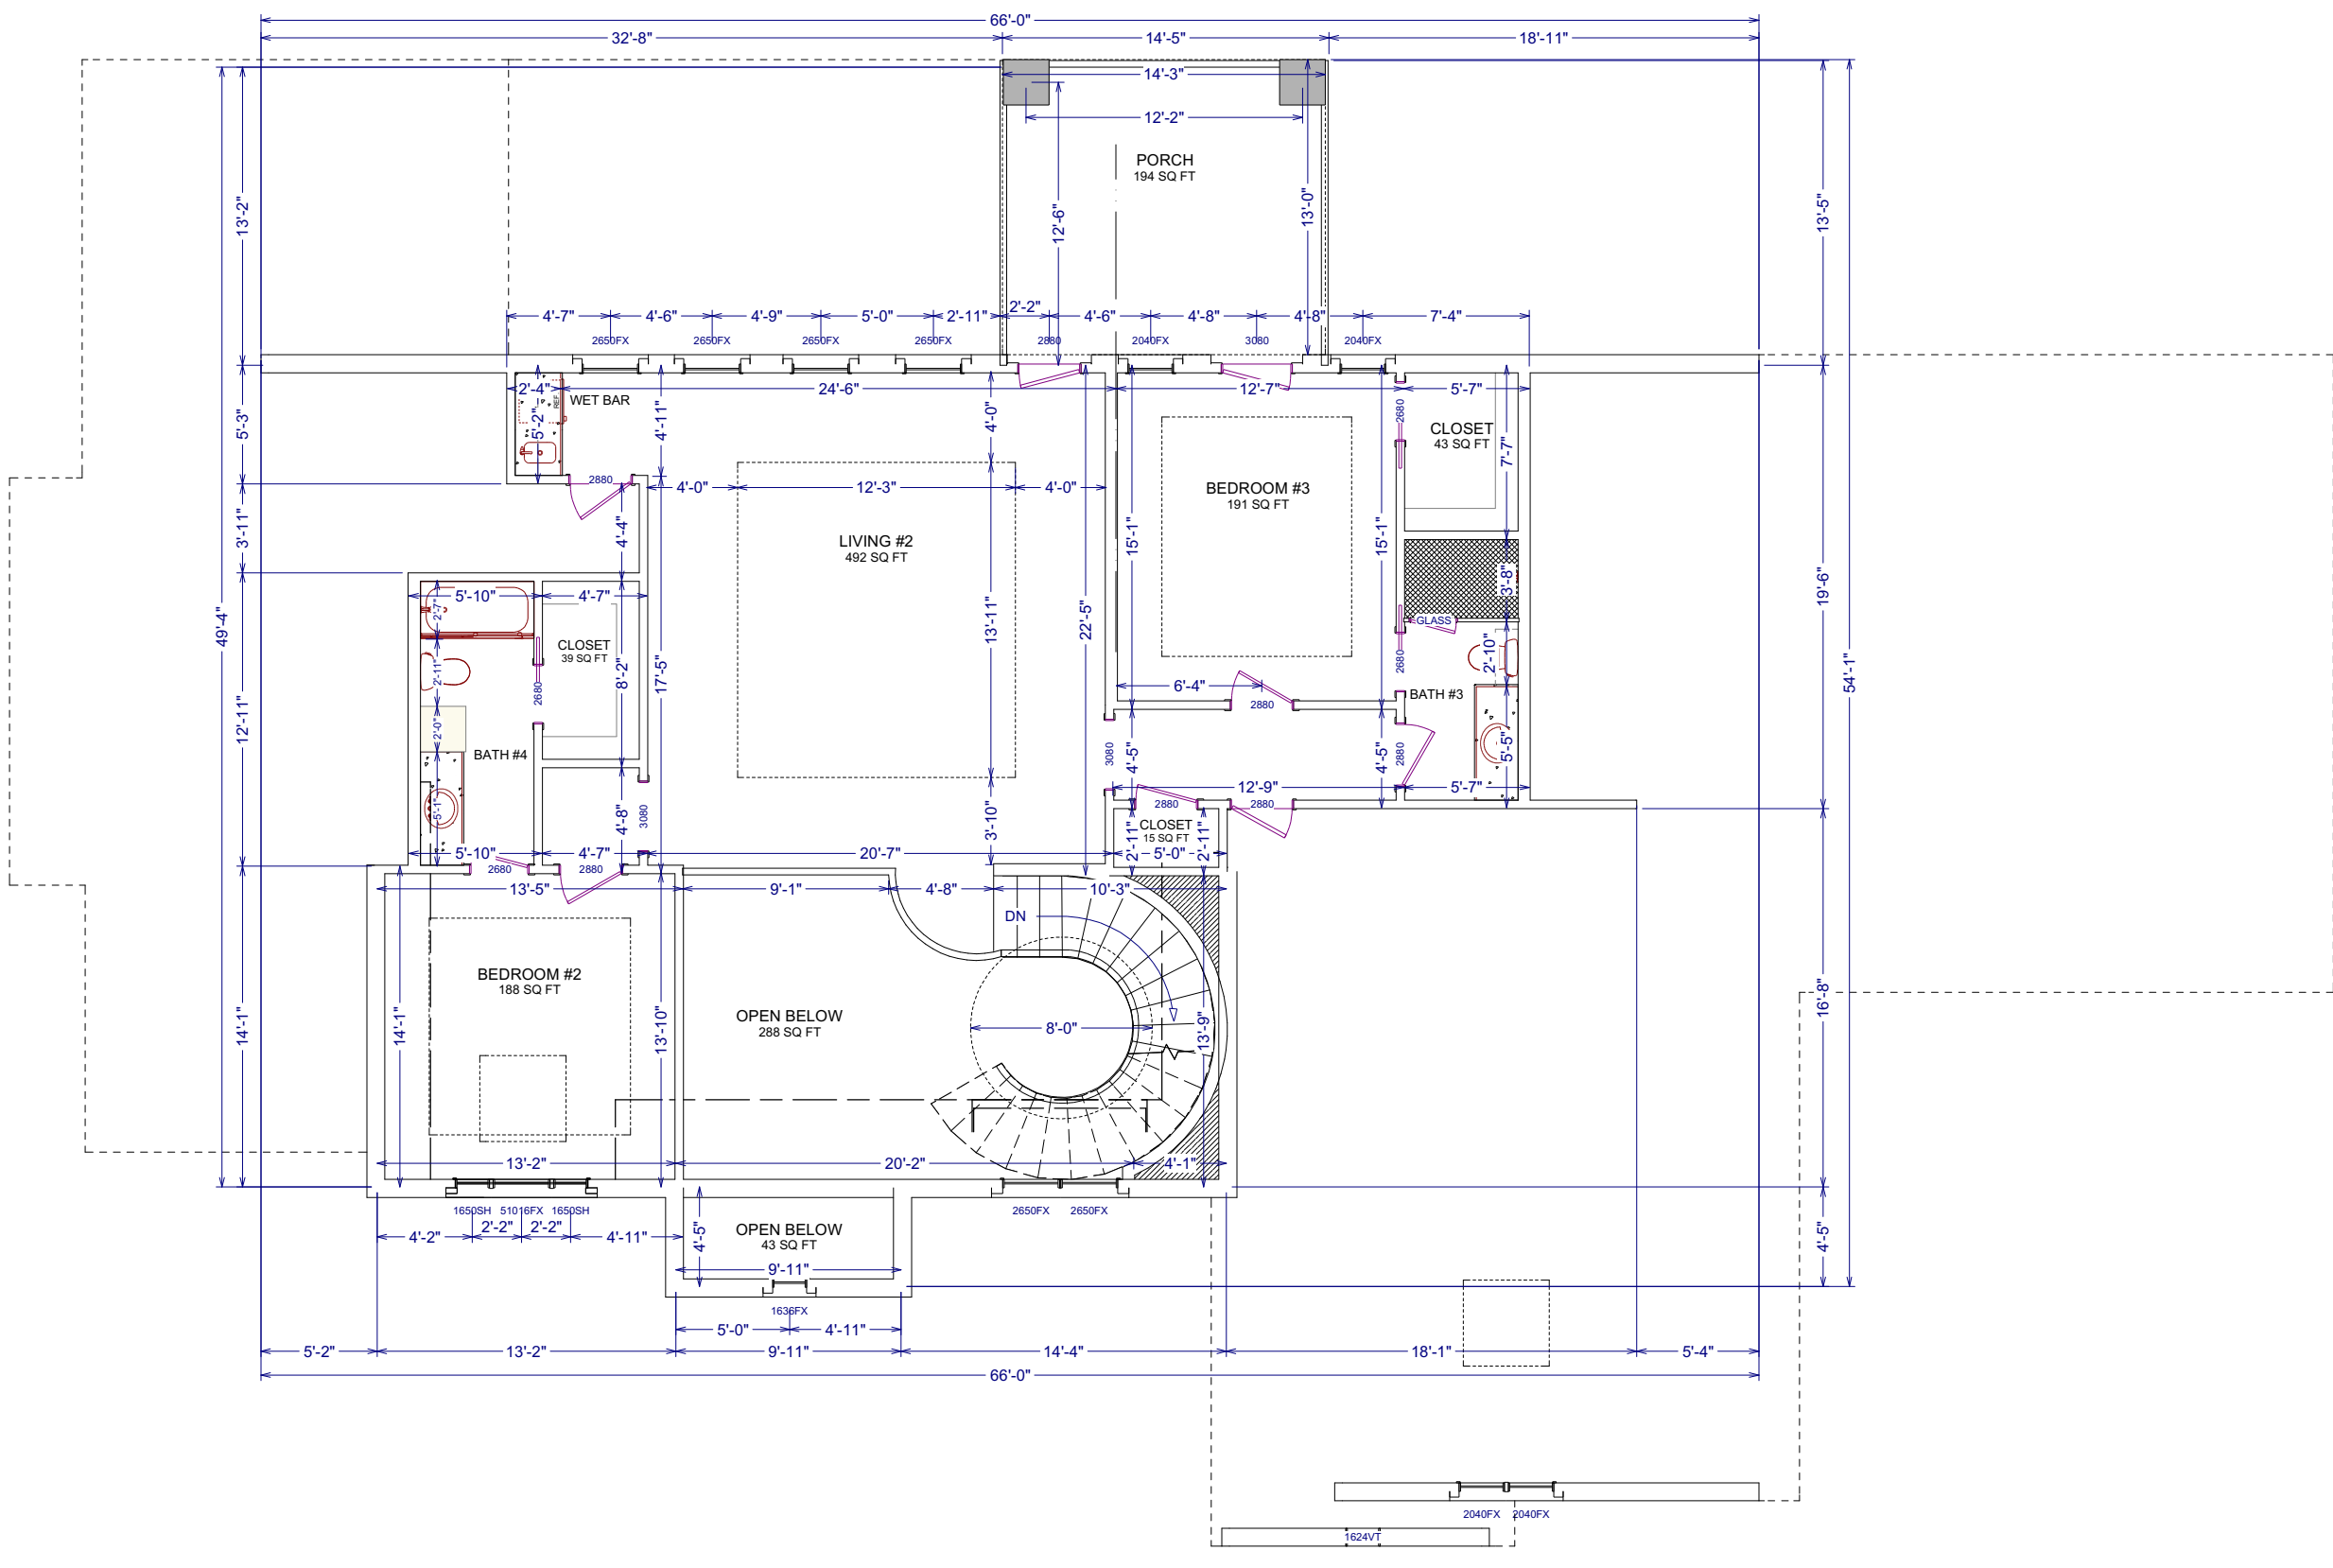 66'-0"
32'-8" 14'-5" 18'-11"
14'-3"
12'-2"
PORCH
194 SQ FT
13'-2" 12'-6" 13'-0" 13'-5"
4'-7" 4'-6" 4'-9" 5'-0" 2'-11" 2'-2" 4'-6" 4'-8" 4'-8" 7'-4"
2650FX 2650FX 2650FX 2650FX 2880 2040FX 3080 2040FX
2'-4" 24'-6" 12'-7" 5'-7"
REF
WET BAR
5'-3" 5'-2" 4'-11" 4'-0" 2680
CLOSET
43 SQ FT
7'-7"
2880
4'-0" 12'-3" 4'-0"
BEDROOM #3
191 SQ FT
3'-11" 4'-4" 15'-1" 15'-1"
LIVING #2
492 SQ FT
5'-10" 4'-7"
2'-7" 3'-8" 19'-6"
49'-4" 13'-11" 22'-5"
GLASS
CLOSET
39 SQ FT
2'-11" 8'-2" 17'-5" 2680 2'-10" 54'-1"
2680
6'-4"
2880
BATH #3
12'-11" 2'-0"
BATH #4
3080 4'-5" 4'-5" 2880 5'-5"
12'-9" 5'-7"
5'-1" 4'-8" 3080 3'-10"
2880 2880
CLOSET
15 SQ FT
2'-11" 2'-11"
5'-10" 4'-7" 20'-7" 5'-0"
2680 2880
13'-5" 9'-1" 4'-8" 10'-3"
DN
BEDROOM #2
188 SQ FT
16'-8"
OPEN BELOW
288 SQ FT
8'-0"
14'-1" 14'-1" 13'-10" 13'-9"
13'-2" 20'-2" 4'-1"
1650SH 51016FX 1650SH 2650FX 2650FX
2'-2" 2'-2"
4'-2" 4'-11"
OPEN BELOW
43 SQ FT
4'-5" 4'-5"
9'-11"
1636FX
5'-0" 4'-11"
5'-2" 13'-2" 9'-11" 14'-4" 18'-1" 5'-4"
66'-0"
2040FX 2040FX
1624VT